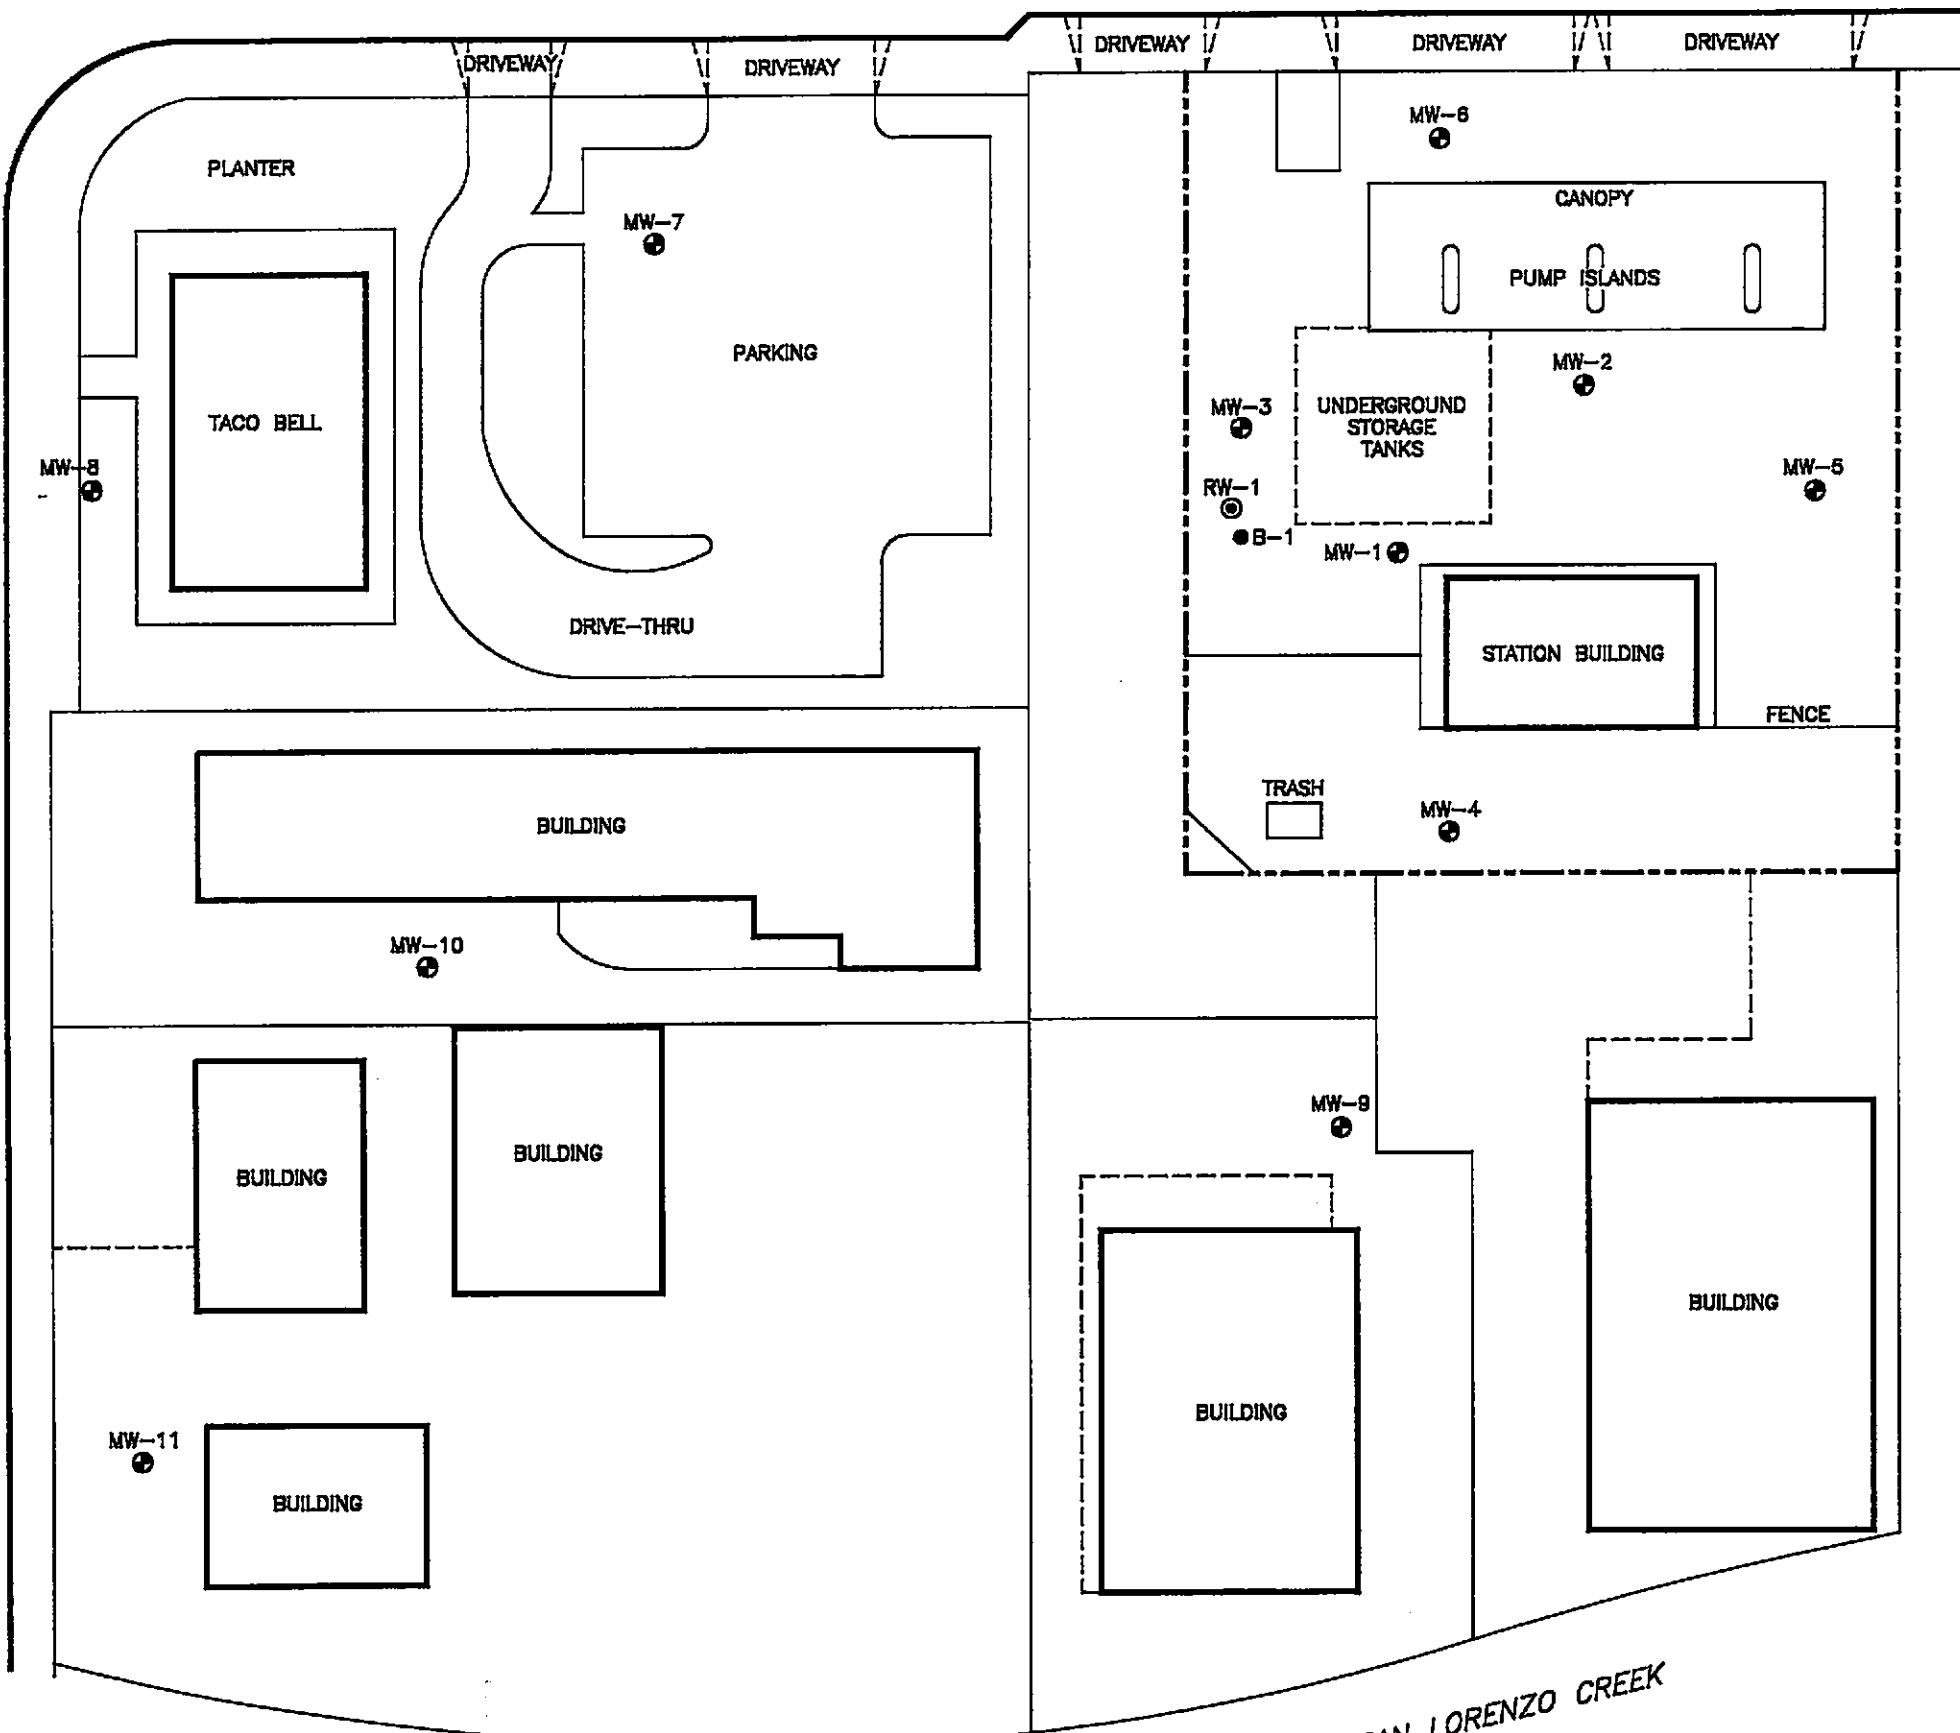 DRIVEWAY
DRIVEWAY
DRIVEWAY
DRIVEWAY
DRIVEWAY
PLANTER
MW-7
MW-6
CANOPY
PUMP ISLANDS
PARKING
MW-2
TACO BELL
MW-3
UNDERGROUND
STORAGE
TANKS
MW-8
RW-1
MW-5
B-1
MW-1
DRIVE-THRU
STATION BUILDING
FENCE
TRASH
MW-4
BUILDING
MW-10
MW-9
BUILDING
BUILDING
BUILDING
BUILDING
MW-11
BUILDING
LORENZO CREEK